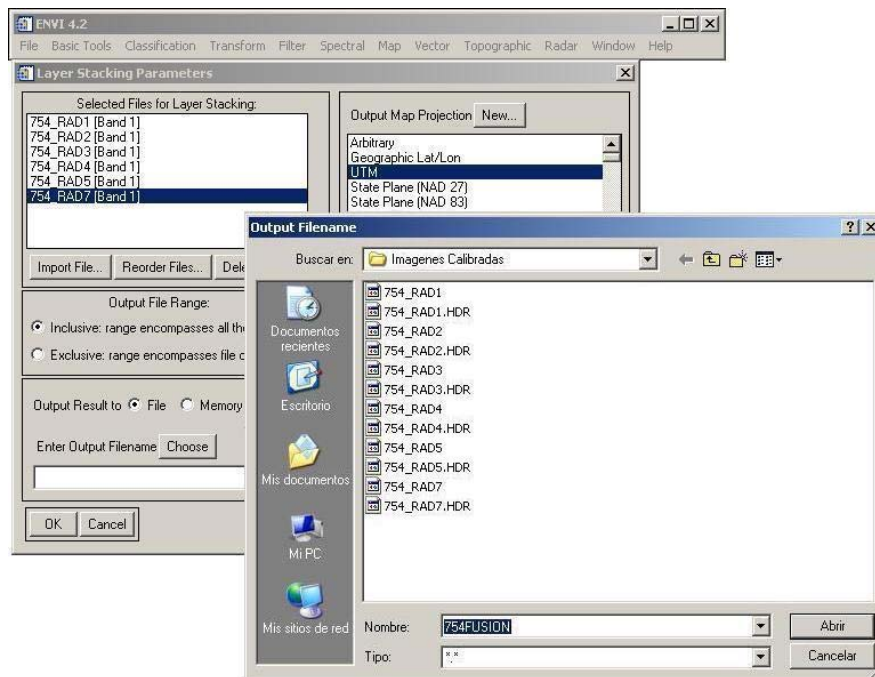 ENVI 4.2
File Basic Tools Classification Transform Filter Spectral Map Vector Topographic Radar Window Help
Layer Stacking Parameters
Selected Files for Layer Stacking:
754_RAD1 [Band 1]
754_RAD2 [Band 1]
754_RAD3 [Band 1]
754_RAD4 [Band 1]
754_RAD5 [Band 1]
754_RAD7 [Band 1]
Import File... Reorder Files... Dele
Output File Range:
Inclusive: range encompasses all the
Exclusive: range encompasses file o
Output Result to File Memory
Enter Output Filename Choose
OK Cancel
Output Map Projection New...
Arbitrary
Geographic Lat/Lon
UTM
State Plane (NAD 27)
State Plane (NAD 83)
Output Filename
Buscar en: Imagenes Calibradas
Documentos recientes
Escritorio
Mis documentos
Mi PC
Mis sitios de red
754_RAD1
754_RAD1.HDR
754_RAD2
754_RAD2.HDR
754_RAD3
754_RAD3.HDR
754_RAD4
754_RAD4.HDR
754_RAD5
754_RAD5.HDR
754_RAD7
754_RAD7.HDR
Nombre: 754FUSION Abrir
Tipo: *.* Cancelar